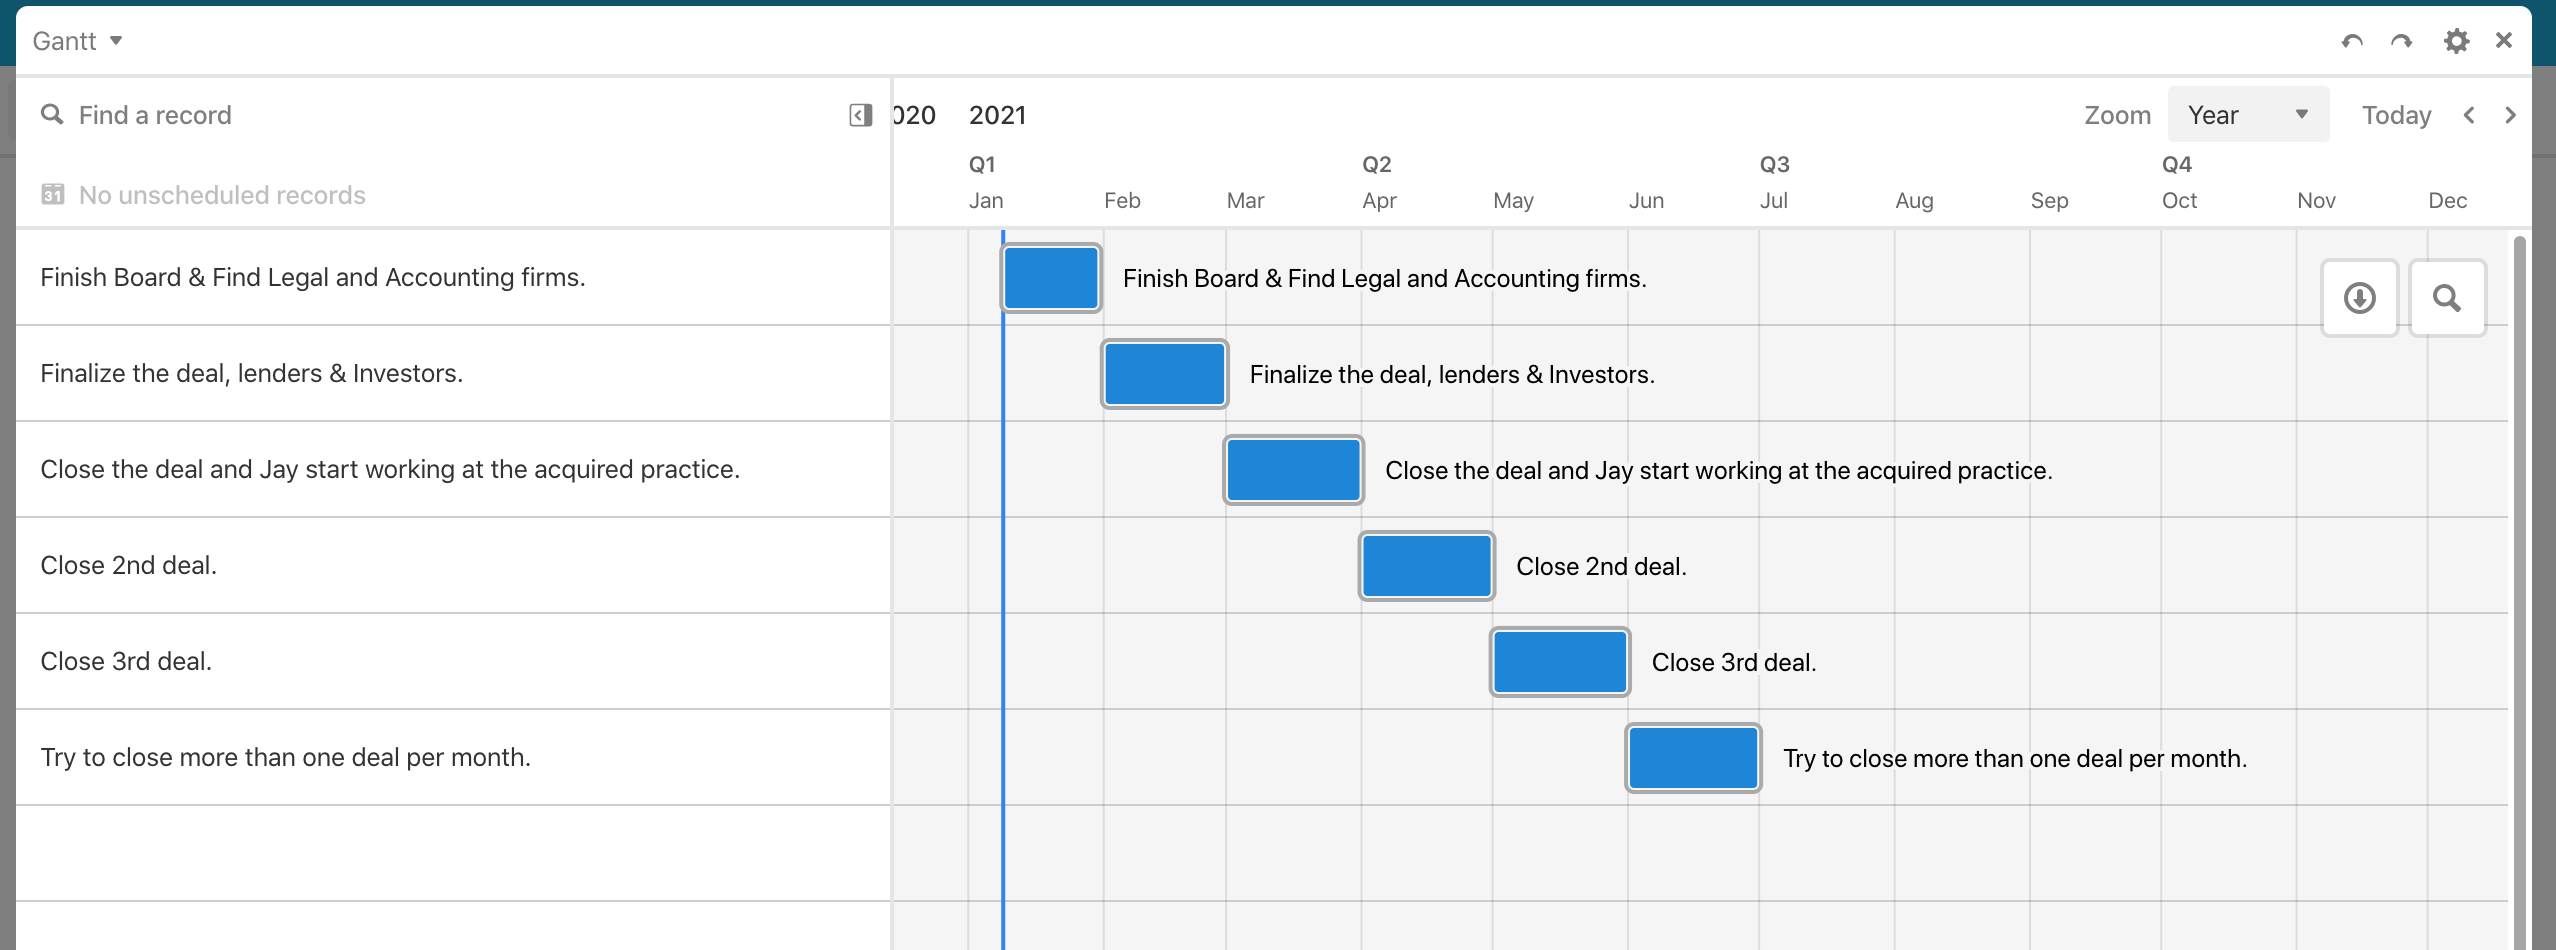 Gantt
Find a record
020 2021
Zoom Year Today
Q1 Q2 Q3 Q4
31 No unscheduled records
Jan Feb Mar Apr May Jun Jul Aug Sep Oct Nov Dec
Finish Board & Find Legal and Accounting firms.
Finish Board & Find Legal and Accounting firms.
Finalize the deal, lenders & Investors.
Finalize the deal, lenders & Investors.
Close the deal and Jay start working at the acquired practice.
Close the deal and Jay start working at the acquired practice.
Close 2nd deal.
Close 2nd deal.
Close 3rd deal.
Close 3rd deal.
Try to close more than one deal per month.
Try to close more than one deal per month.